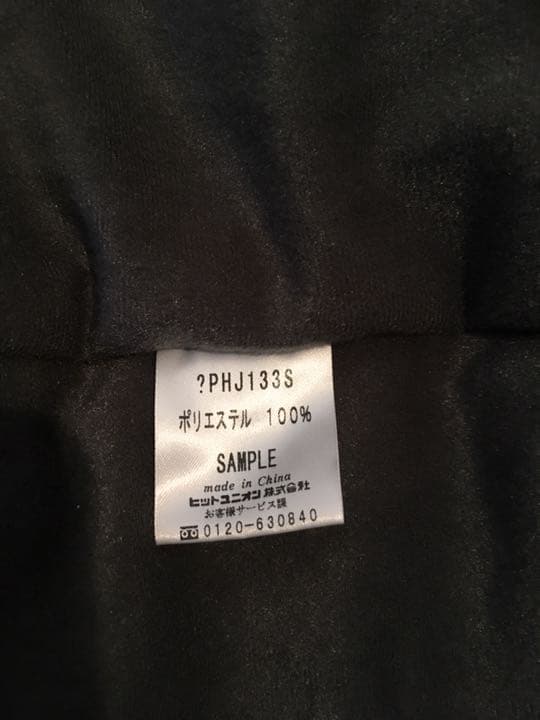 ?PHJ133S
ポリエステル 100%
SAMPLE
made in China
ヒットユニオン株式会社
お客様サービス課
0120-630840